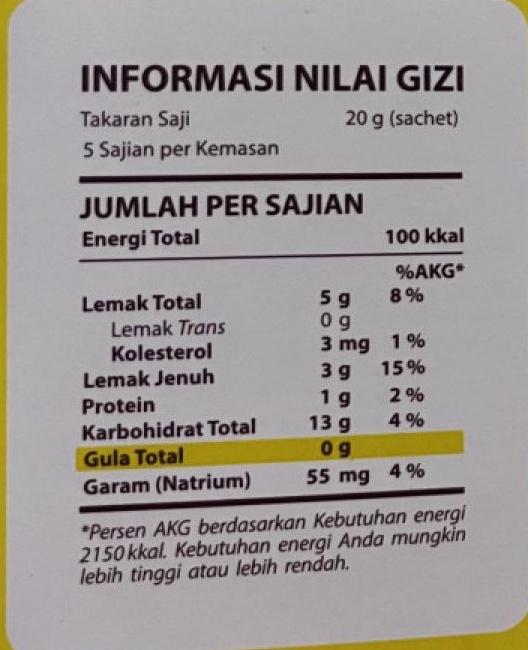 INFORMASI NILAI GIZI
Takaran Saji 20 g (sachet)
5 Sajian per Kemasan
JUMLAH PER SAJIAN
Energi Total 100 kkal
%AKG*
Lemak Total 5 g 8 %
Lemak Trans 0 g
Kolesterol 3 mg 1 %
Lemak Jenuh 3 g 15 %
Protein 1 g 2 %
Karbohidrat Total 13 g 4 %
Gula Total 0 g
Garam (Natrium) 55 mg 4 %
*Persen AKG berdasarkan Kebutuhan energi
2150 kkal. Kebutuhan energi Anda mungkin
lebih tinggi atau lebih rendah.